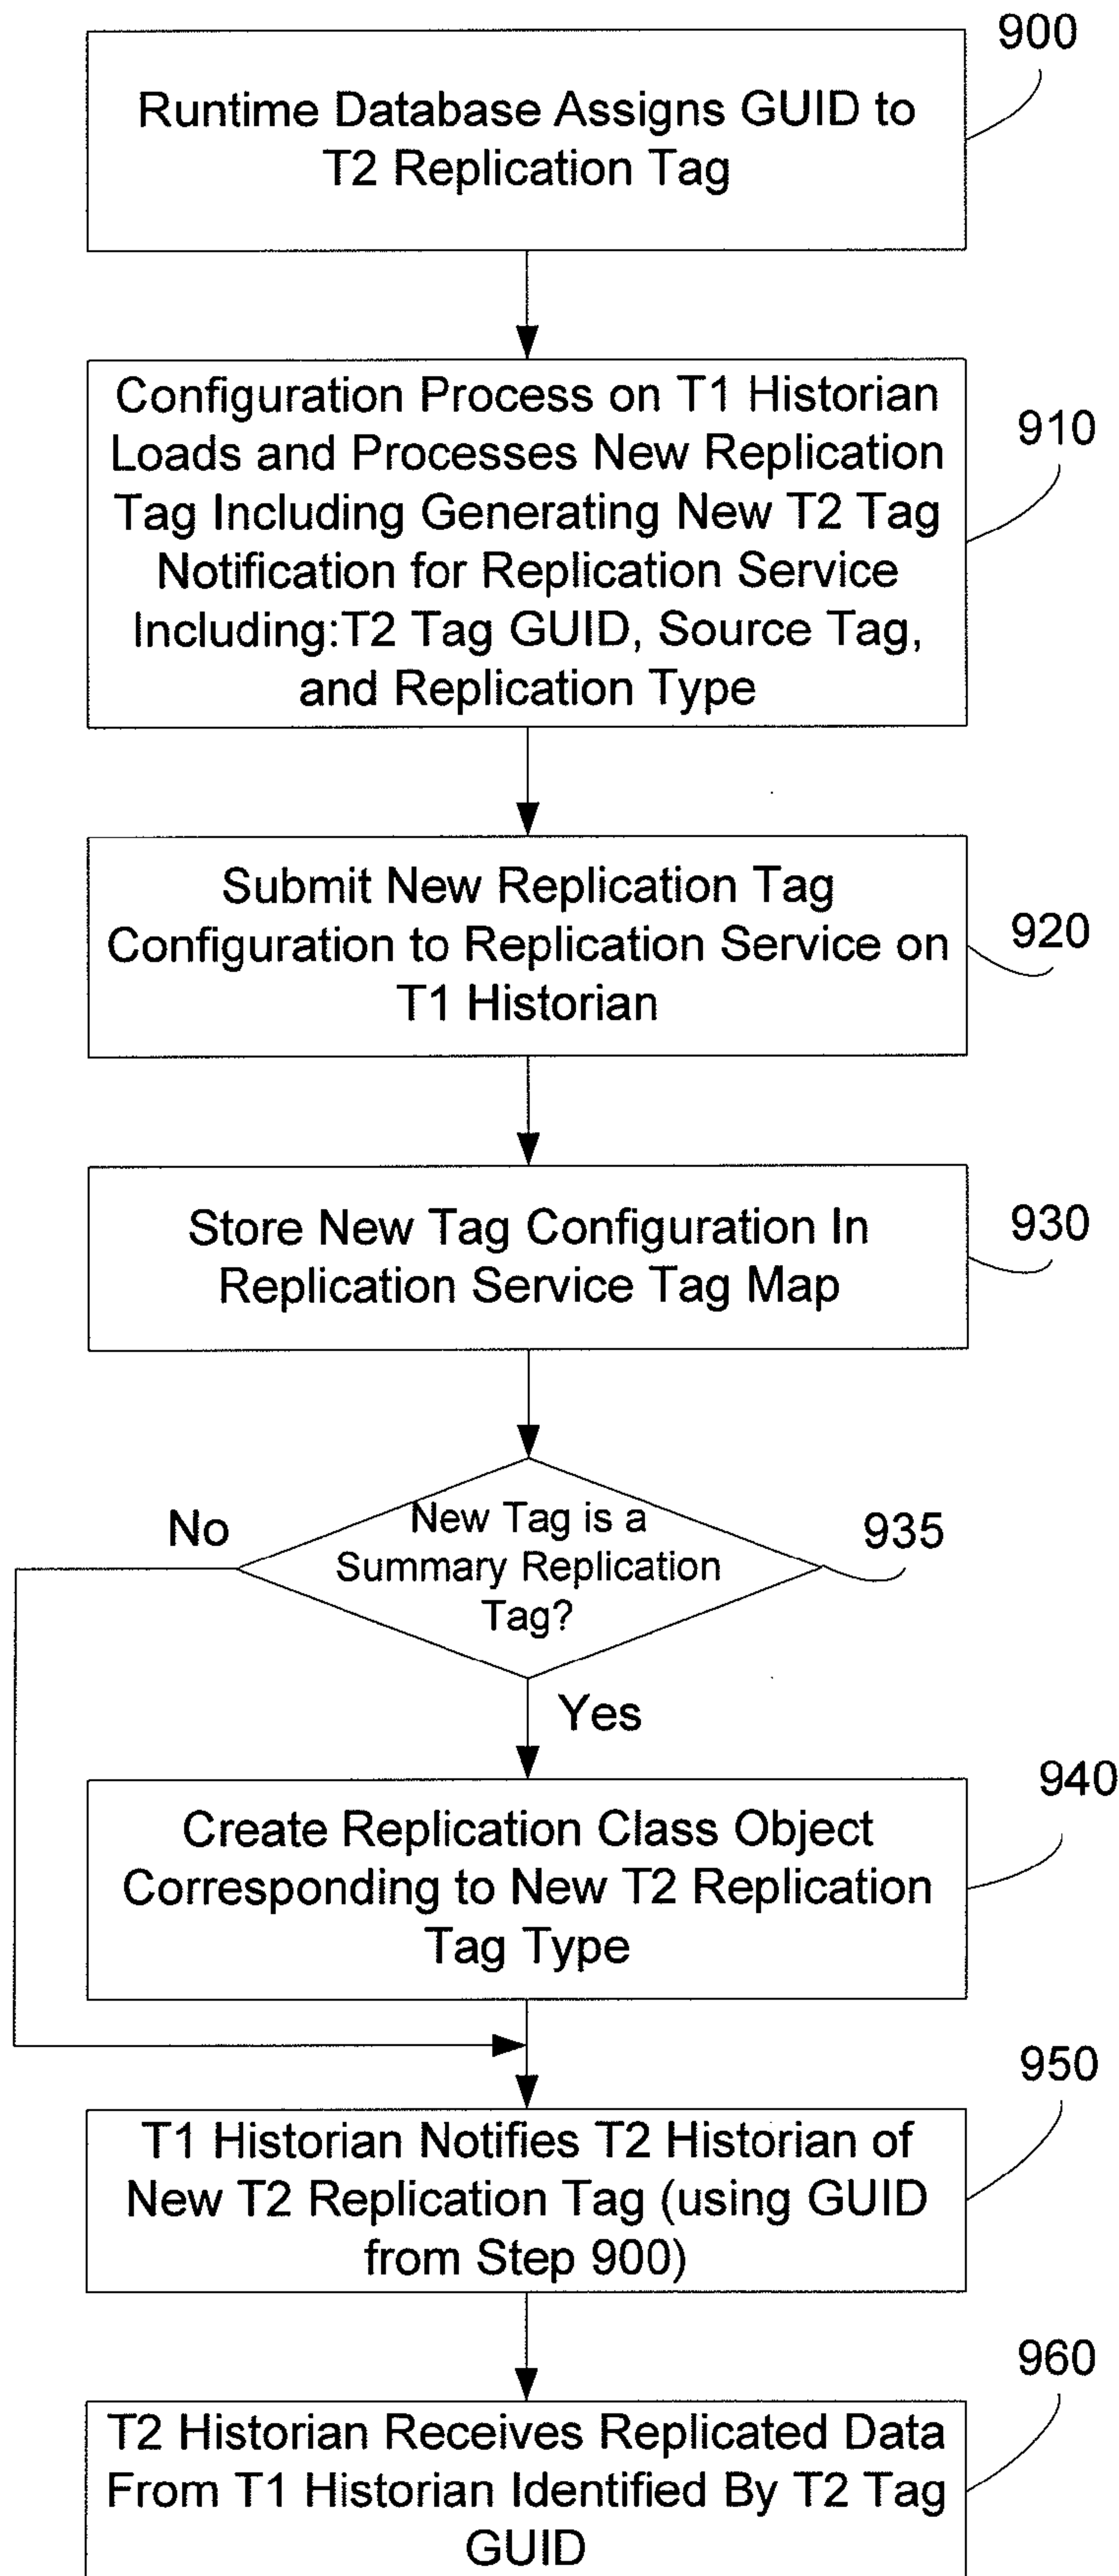 900
Runtime Database Assigns GUID to
T2 Replication Tag
Configuration Process on T1 Historian
Loads and Processes New Replication
Tag Including Generating New T2 Tag
Notification for Replication Service
Including:T2 Tag GUID, Source Tag,
and Replication Type
910
Submit New Replication Tag
Configuration to Replication Service on
T1 Historian
920
Store New Tag Configuration In
Replication Service Tag Map
930
No
New Tag is a
Summary Replication
Tag?
935
Yes
940
Create Replication Class Object
Corresponding to New T2 Replication
Tag Type
950
T1 Historian Notifies T2 Historian of
New T2 Replication Tag (using GUID
from Step 900)
960
T2 Historian Receives Replicated Data
From T1 Historian Identified By T2 Tag
GUID